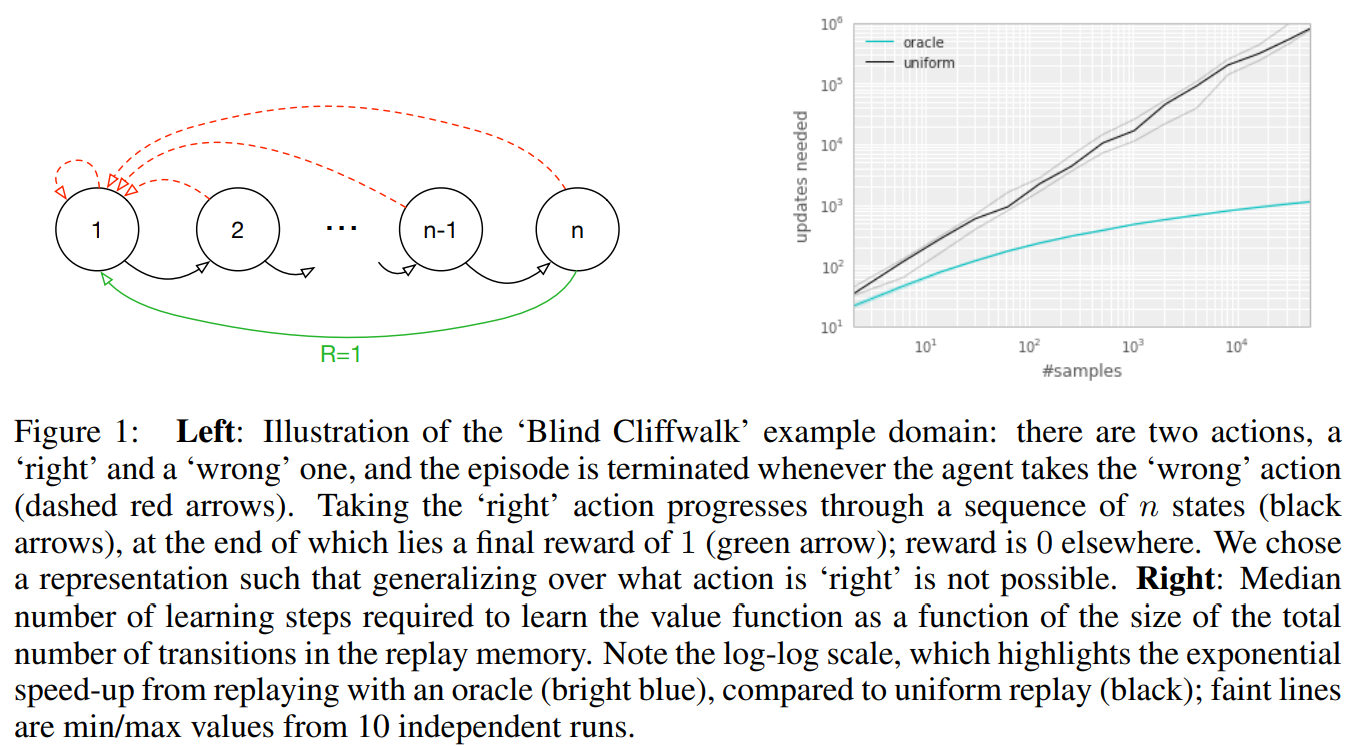 1
2
...
n-1
n
R=1
10^6
10^5
10^4
10^3
10^2
10^1
updates needed
oracle
uniform
10^1
10^2
10^3
10^4
#samples
Figure 1: Left: Illustration of the ‘Blind Cliffwalk’ example domain: there are two actions, a
‘right’ and a ‘wrong’ one, and the episode is terminated whenever the agent takes the ‘wrong’ action
(dashed red arrows). Taking the ‘right’ action progresses through a sequence of n states (black
arrows), at the end of which lies a final reward of 1 (green arrow); reward is 0 elsewhere. We chose
a representation such that generalizing over what action is ‘right’ is not possible. Right: Median
number of learning steps required to learn the value function as a function of the size of the total
number of transitions in the replay memory. Note the log-log scale, which highlights the exponential
speed-up from replaying with an oracle (bright blue), compared to uniform replay (black); faint lines
are min/max values from 10 independent runs.